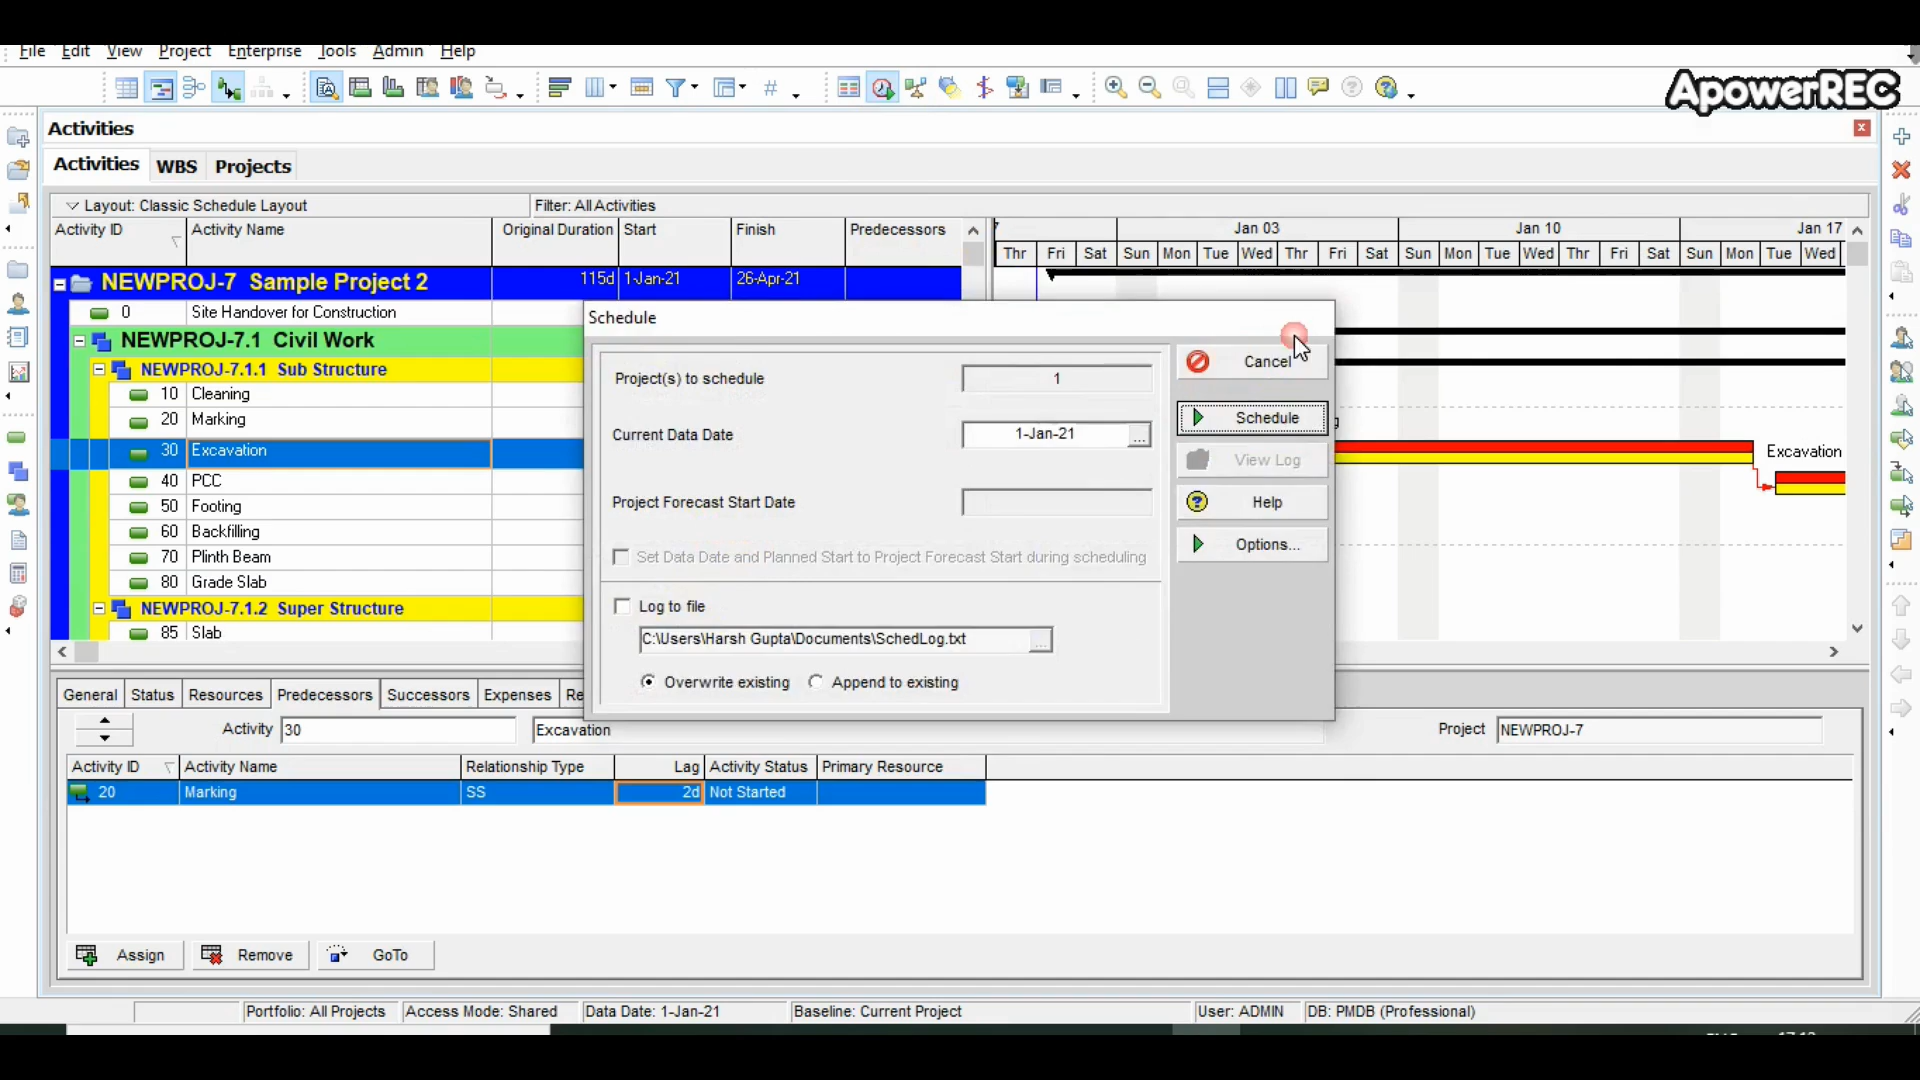 File Edit View Project Enterprise Tools Admin Help
ApowerREC
Activities
Activities WBS Projects
Layout: Classic Schedule Layout Filter: All Activities
Activity ID Activity Name Original Duration Start Finish Predecessors
Jan 03 Jan 10 Jan 17
Thr Fri Sat Sun Mon Tue Wed Thr Fri Sat Sun Mon Tue Wed Thr Fri Sat Sun Mon Tue Wed
NEWPROJ-7 Sample Project 2 115d 1-Jan-21 26-Apr-21
0 Site Handover for Construction
NEWPROJ-7.1 Civil Work
NEWPROJ-7.1.1 Sub Structure
10 Cleaning
20 Marking
30 Excavation
40 PCC
50 Footing
60 Backfilling
70 Plinth Beam
80 Grade Slab
NEWPROJ-7.1.2 Super Structure
85 Slab
Excavation
Schedule
Project(s) to schedule 1
Cancel
Current Data Date 1-Jan-21 ...
Schedule
View Log
Project Forecast Start Date
Help
Set Data Date and Planned Start to Project Forecast Start during scheduling
Options...
Log to file
C:\Users\Harsh Gupta\Documents\SchedLog.txt ...
Overwrite existing Append to existing
General Status Resources Predecessors Successors Expenses Re
Activity 30 Excavation Project NEWPROJ-7
Activity ID Activity Name Relationship Type Lag Activity Status Primary Resource
20 Marking SS 2d Not Started
Assign Remove GoTo
Portfolio: All Projects Access Mode: Shared Data Date: 1-Jan-21 Baseline: Current Project User: ADMIN DB: PMDB (Professional)